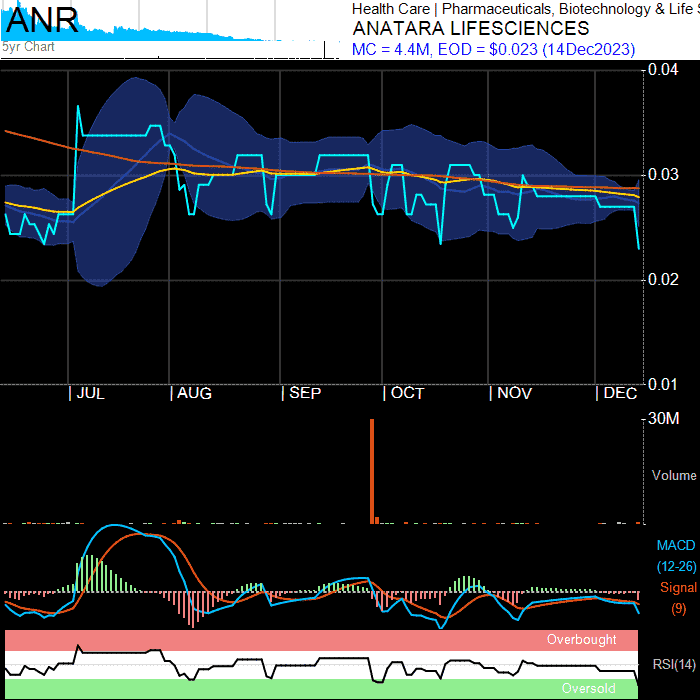 ANR
5yr Chart
Health Care | Pharmaceuticals, Biotechnology & Life S
ANATARA LIFESCIENCES
MC = 4.4M, EOD = $0.023 (14Dec2023)
0.04
0.03
0.02
0.01
| JUL | AUG | SEP | OCT | NOV | DEC
30M
Volume
MACD
(12-26)
Signal
(9)
Overbought
RSI(14)
Oversold